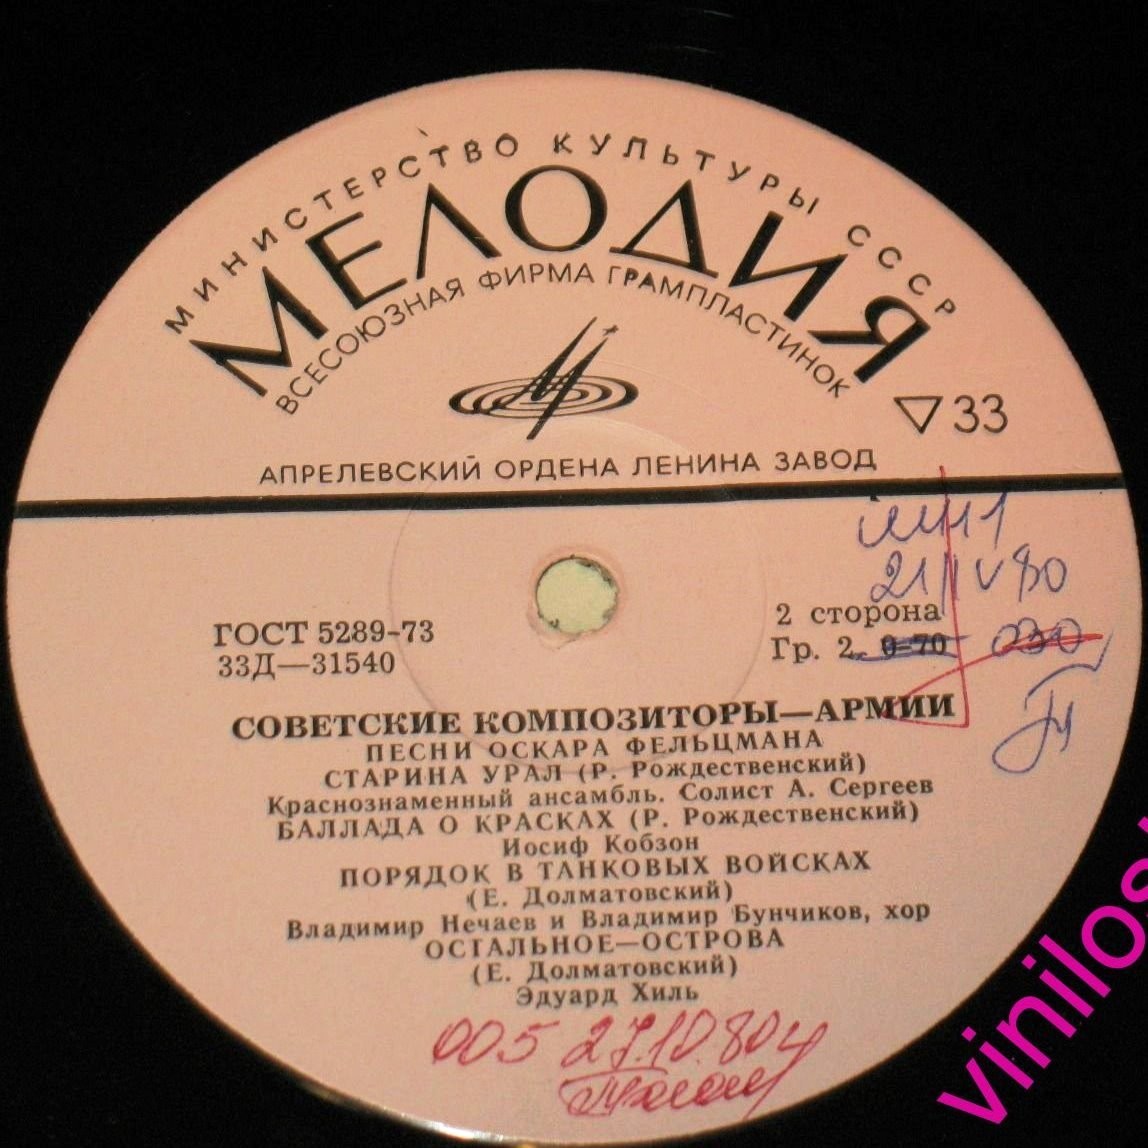 МИНИСТЕРСТВО КУЛЬТУРЫ СССР
МЕЛОДИЯ
ВСЕСОЮЗНАЯ ФИРМА ГРАМПЛАСТИНОК
33
АПРЕЛЕВСКИЙ ОРДЕНА ЛЕНИНА ЗАВОД
21/IV 80
ГОСТ 5289-73
33Д—31540
2 сторона
Гр. 2. 0-70 030
СОВЕТСКИЕ КОМПОЗИТОРЫ—АРМИИ
ПЕСНИ ОСКАРА ФЕЛЬЦМАНА
СТАРИНА УРАЛ (Р. Рождественский)
Краснознаменный ансамбль. Солист А. Сергеев
БАЛЛАДА О КРАСКАХ (Р. Рождественский)
Иосиф Кобзон
ПОРЯДОК В ТАНКОВЫХ ВОЙСКАХ
(Е. Долматовский)
Владимир Нечаев и Владимир Бунчиков, хор
ОСТАЛЬНОЕ—ОСТРОВА
(Е. Долматовский)
Эдуард Хиль
005 27.10.80ч
vinilos